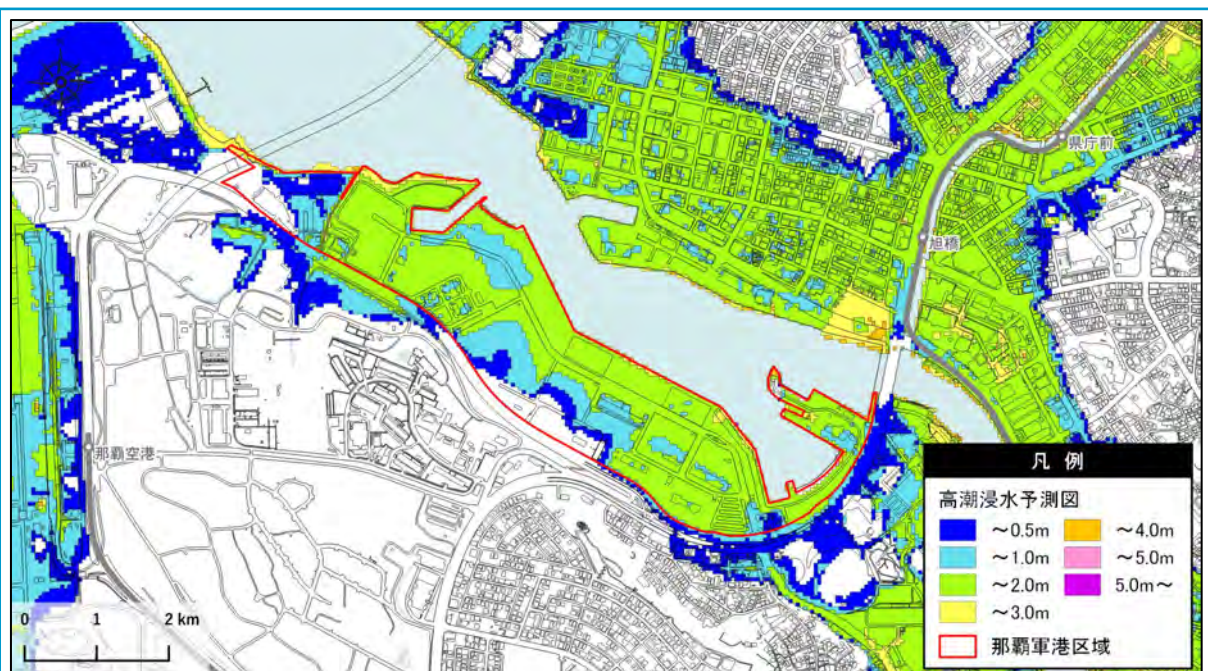 県庁前
旭橋
那覇空港
0 1 2 km
凡 例
高潮浸水予測図
～0.5m ～4.0m
～1.0m ～5.0m
～2.0m 5.0m～
～3.0m
那覇軍港区域